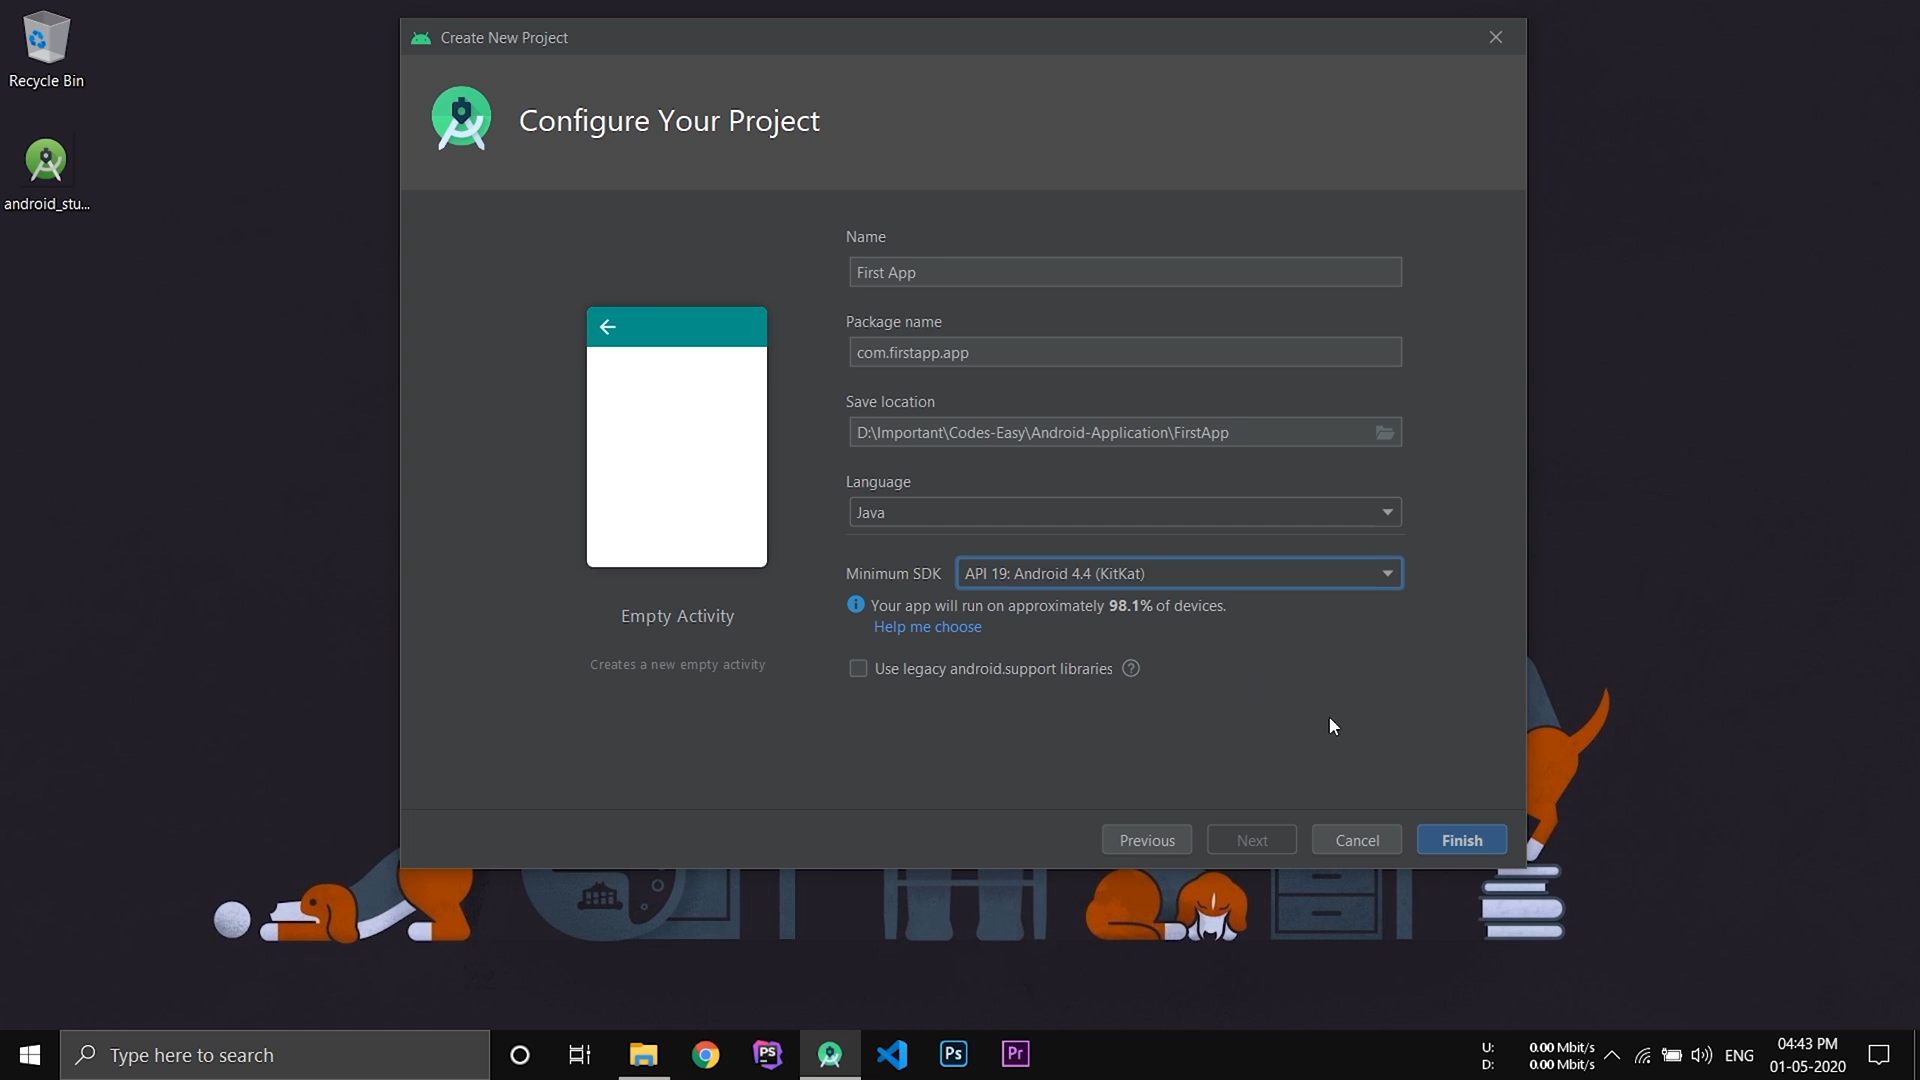 Recycle Bin
android_stu...
Create New Project
Configure Your Project
Name
First App
Package name
com.firstapp.app
Save location
D:\Important\Codes-Easy\Android-Application\FirstApp
Language
Java
Minimum SDK API 19: Android 4.4 (KitKat)
Your app will run on approximately 98.1% of devices.
Help me choose
Use legacy android.support libraries ?
Empty Activity
Creates a new empty activity
Previous Next Cancel Finish
Type here to search
PS
Ps
Pr
U: 0.00 Mbit/s
D: 0.00 Mbit/s
ENG
04:43 PM
01-05-2020